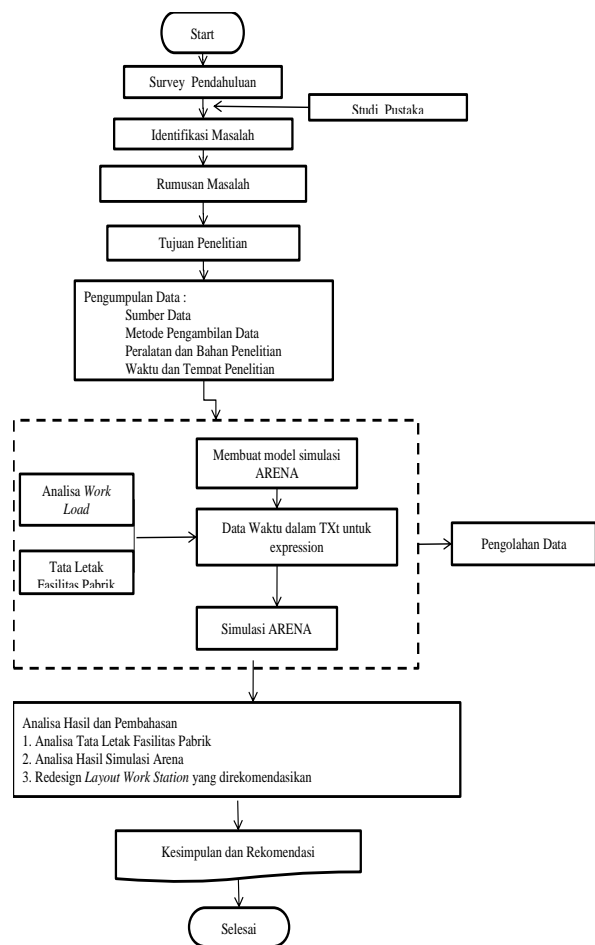 Start
Survey Pendahuluan
Studi Pustaka
Identifikasi Masalah
Rumusan Masalah
Tujuan Penelitian
Pengumpulan Data :
Sumber Data
Metode Pengambilan Data
Peralatan dan Bahan Penelitian
Waktu dan Tempat Penelitian
Membuat model simulasi
ARENA
Analisa Work
Load
Data Waktu dalam TXt untuk
expression
Pengolahan Data
Tata Letak
Fasilitas Pabrik
Simulasi ARENA
Analisa Hasil dan Pembahasan
1. Analisa Tata Letak Fasilitas Pabrik
2. Analisa Hasil Simulasi Arena
3. Redesign Layout Work Station yang direkomendasikan
Kesimpulan dan Rekomendasi
Selesai